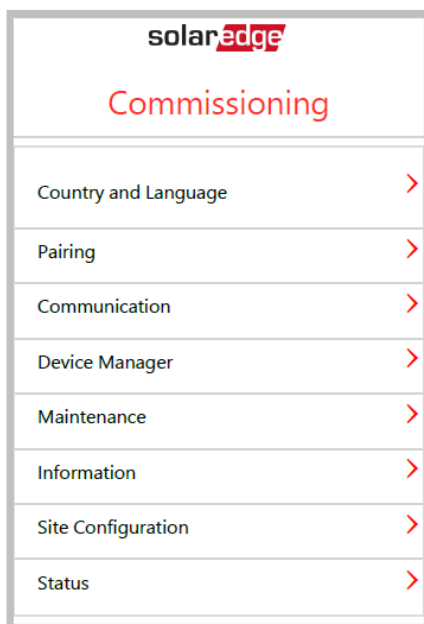 solaredge
Commissioning
Country and Language
Pairing
Communication
Device Manager
Maintenance
Information
Site Configuration
Status